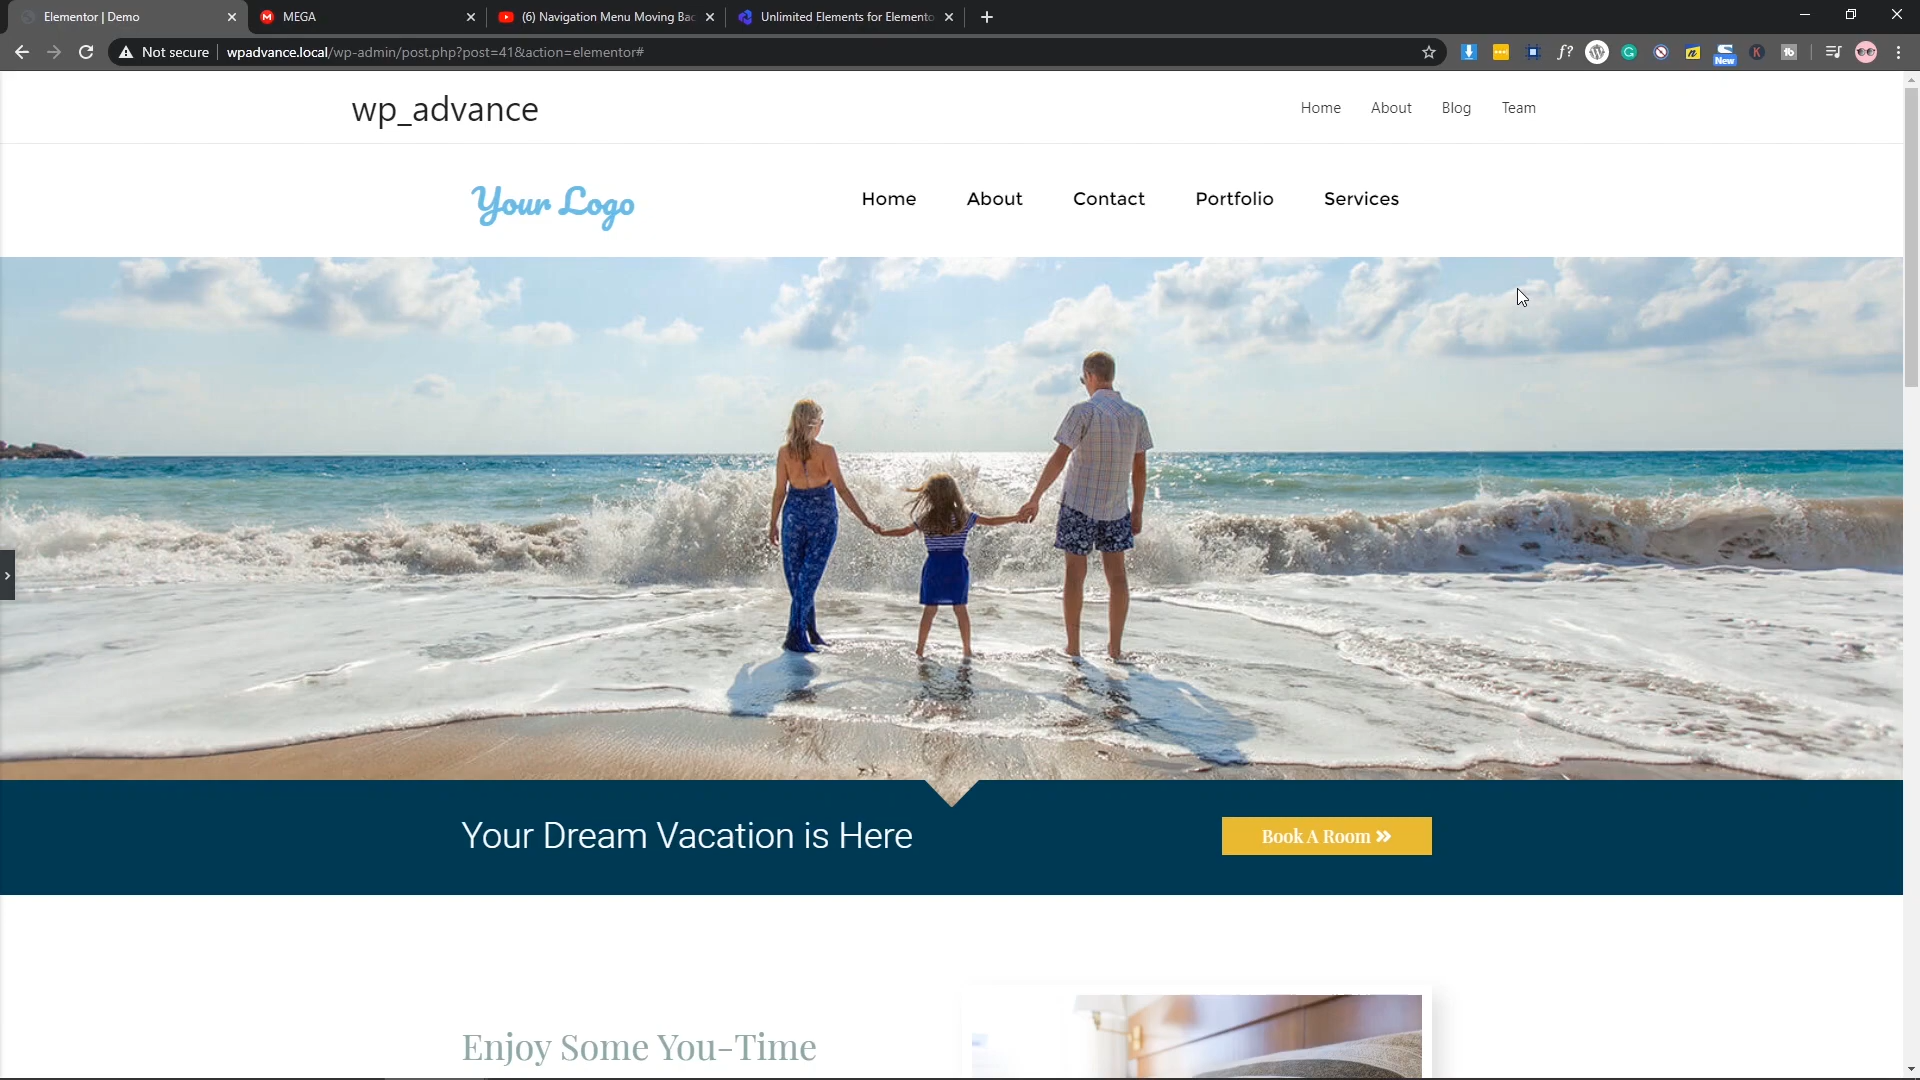 Elementor | Demo
MEGA
(6) Navigation Menu Moving Bac
Unlimited Elements for Elemento
Not secure
wpadvance.local/wp-admin/post.php?post=41&action=elementor#
f?
New
K
wp_advance
Home About Blog Team
Your Logo
Home About Contact Portfolio Services
Your Dream Vacation is Here
Book A Room »
Enjoy Some You-Time